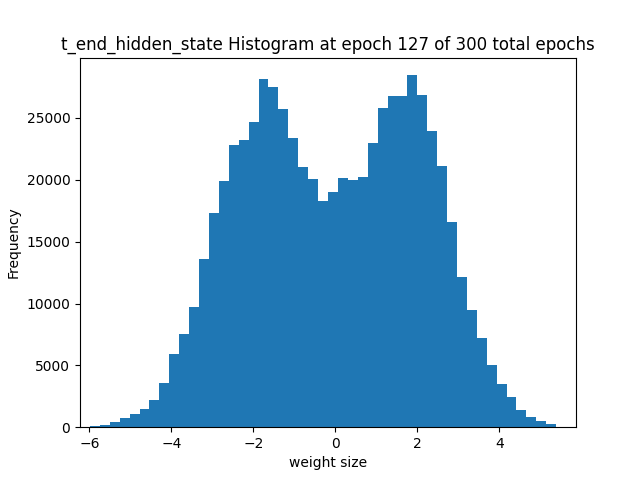 t_end_hidden_state Histogram at epoch 127 of 300 total epochs
25000
20000
15000
10000
5000
0
Frequency
−6 −4 −2 0 2 4
weight size